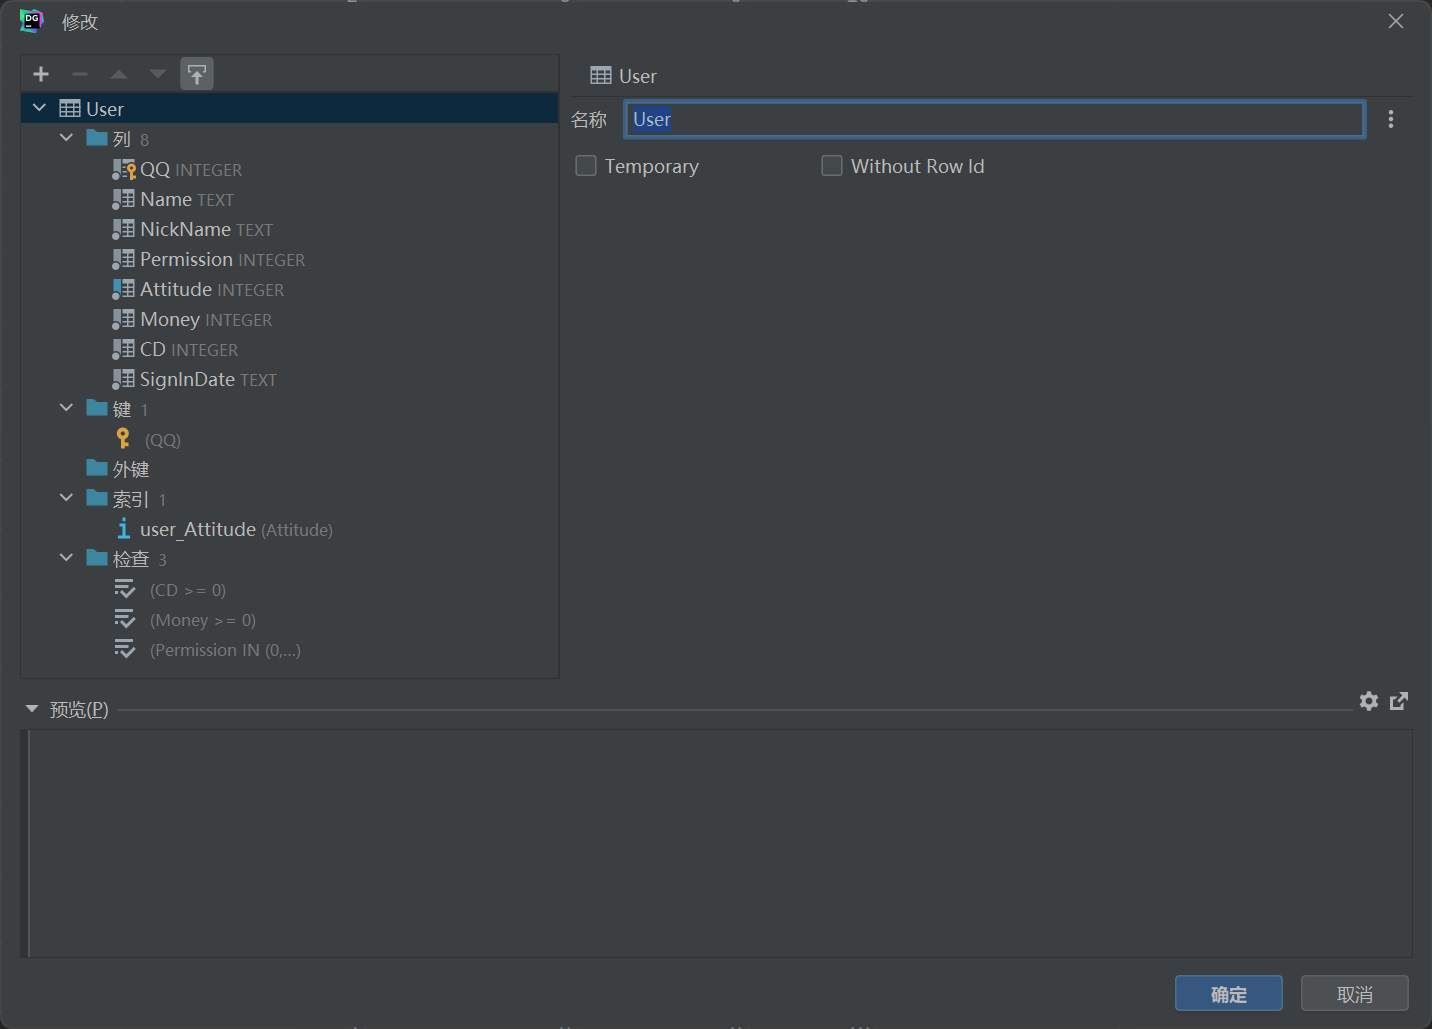 DG
修改
User
列 8
QQ INTEGER
Name TEXT
NickName TEXT
Permission INTEGER
Attitude INTEGER
Money INTEGER
CD INTEGER
SignInDate TEXT
键 1
(QQ)
外键
索引 1
user_Attitude (Attitude)
检查 3
(CD >= 0)
(Money >= 0)
(Permission IN (0,...)
User
名称 User
Temporary Without Row Id
预览(P)
确定 取消